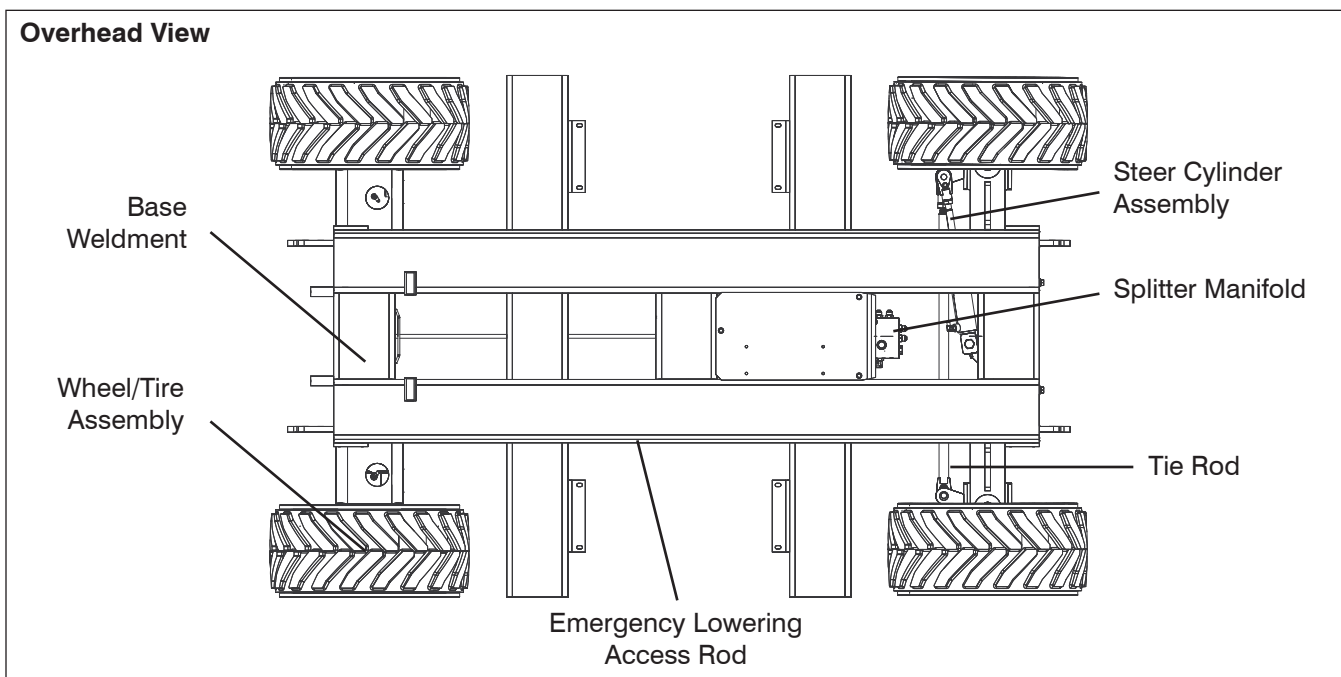 Overhead View
Base
Weldment
Wheel/Tire
Assembly
Steer Cylinder
Assembly
Splitter Manifold
Tie Rod
Emergency Lowering
Access Rod